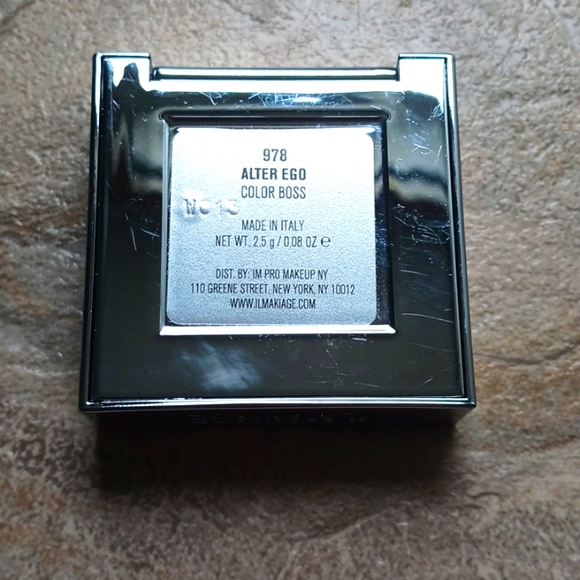 978
ALTER EGO
COLOR BOSS
MC13
MADE IN ITALY
NET WT. 2.5 g / 0.08 OZ ℮
DIST. BY: IM PRO MAKEUP NY
110 GREENE STREET, NEW YORK, NY 10012
WWW.ILMAKIAGE.COM